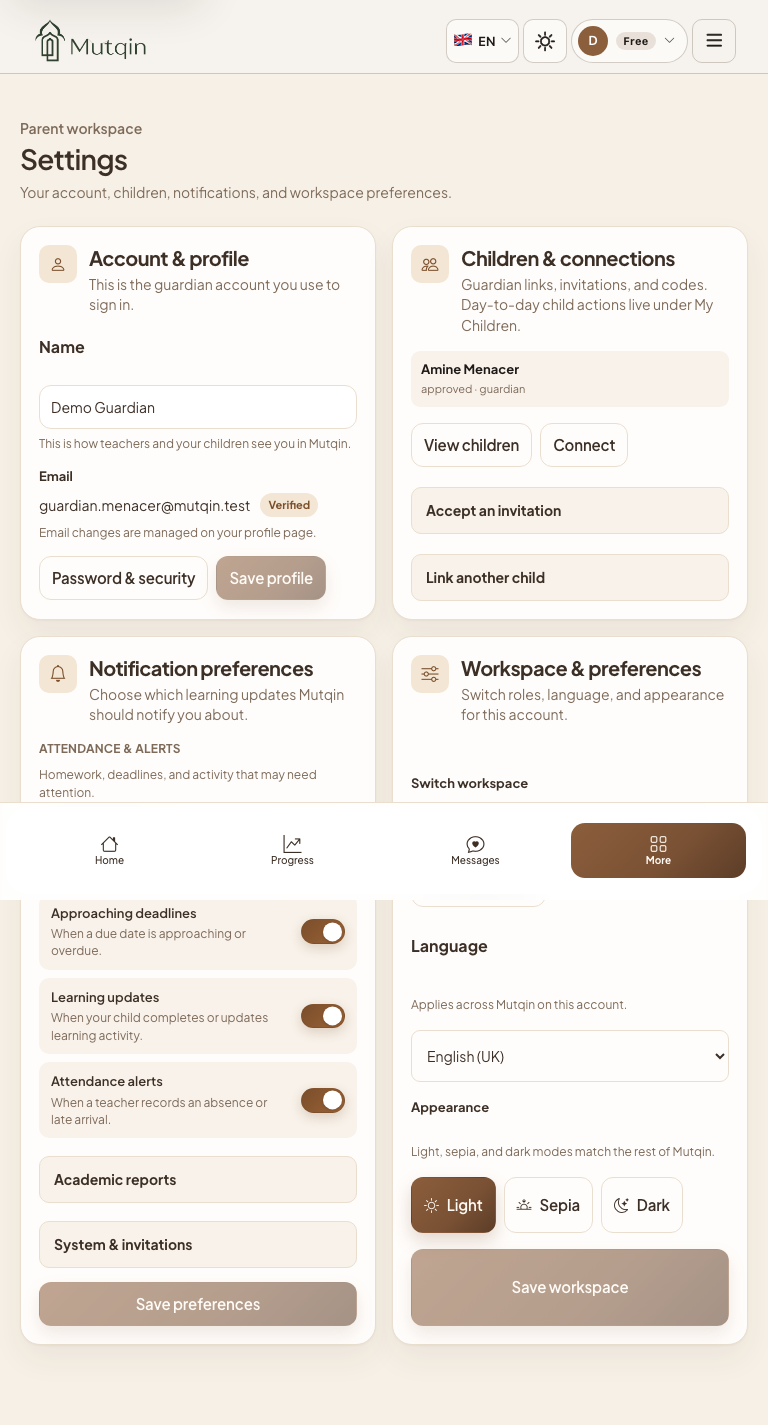 Mutqin
EN
D
Free
Parent workspace
Settings
Your account, children, notifications, and workspace preferences.
Account & profile
This is the guardian account you use to
sign in.
Name
Demo Guardian
This is how teachers and your children see you in Mutqin.
Email
guardian.menacer@mutqin.test
Verified
Email changes are managed on your profile page.
Password & security
Save profile
Children & connections
Guardian links, invitations, and codes.
Day-to-day child actions live under My
Children.
Amine Menacer
approved · guardian
View children
Connect
Accept an invitation
Link another child
Notification preferences
Choose which learning updates Mutqin
should notify you about.
ATTENDANCE & ALERTS
Homework, deadlines, and activity that may need
attention.
Workspace & preferences
Switch roles, language, and appearance
for this account.
Switch workspace
Home
Progress
Messages
More
Approaching deadlines
When a due date is approaching or
overdue.
Learning updates
When your child completes or updates
learning activity.
Attendance alerts
When a teacher records an absence or
late arrival.
Academic reports
System & invitations
Save preferences
Language
Applies across Mutqin on this account.
English (UK)
Appearance
Light, sepia, and dark modes match the rest of Mutqin.
Light
Sepia
Dark
Save workspace